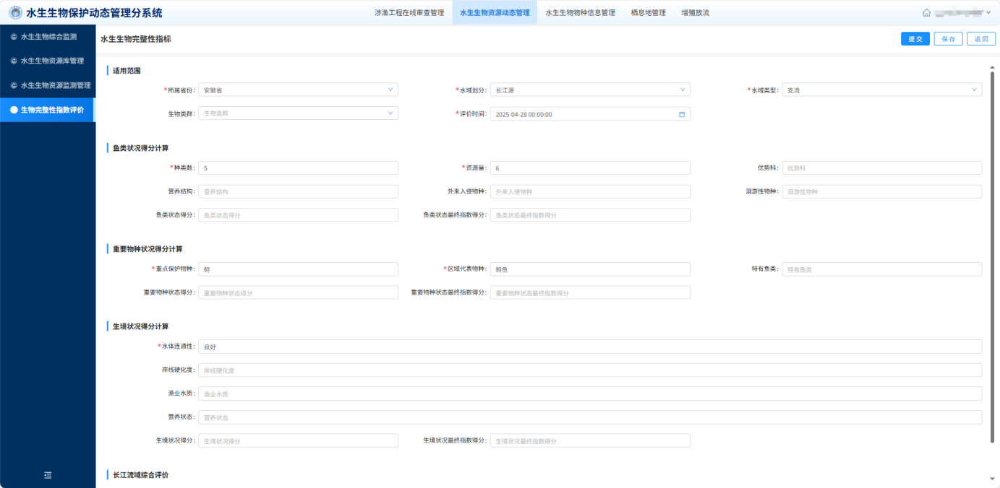 水生生物保护动态管理分系统
涉渔工程在线审查管理 水生生物资源动态管理 水生生物物种信息管理 栖息地管理 增殖放流
水生生物综合监测
水生生物资源库管理
水生生物资源监测管理
生物完整性指数评价
水生生物完整性指标
提交 保存 返回
适用范围
*所属省份: 安徽省 *水域划分: 长江源 *水域类型: 支流
生物类群: 生物类群 *评价时间: 2025-04-28 00:00:00
鱼类状况得分计算
*种类数: 5 *资源量: 6 优势科: 优势科
营养结构: 营养结构 外来入侵物种: 外来入侵物种 洄游性物种: 洄游性物种
鱼类状态得分: 鱼类状态得分 鱼类状态最终指数得分: 鱼类状态最终指数得分
重要物种状况得分计算
*重点保护物种: 鲟 *区域代表物种: 鲟鱼 特有鱼类: 特有鱼类
重要物种状态得分: 重要物种状态得分 重要物种状态最终指数得分: 重要物种状态最终指数得分
生境状况得分计算
*水体连通性: 良好
岸线硬化度: 岸线硬化度
渔业水质: 渔业水质
营养状态: 营养状态
生境状况得分: 生境状况得分 生境状况最终指数得分: 生境状况最终指数得分
长江流域综合评价